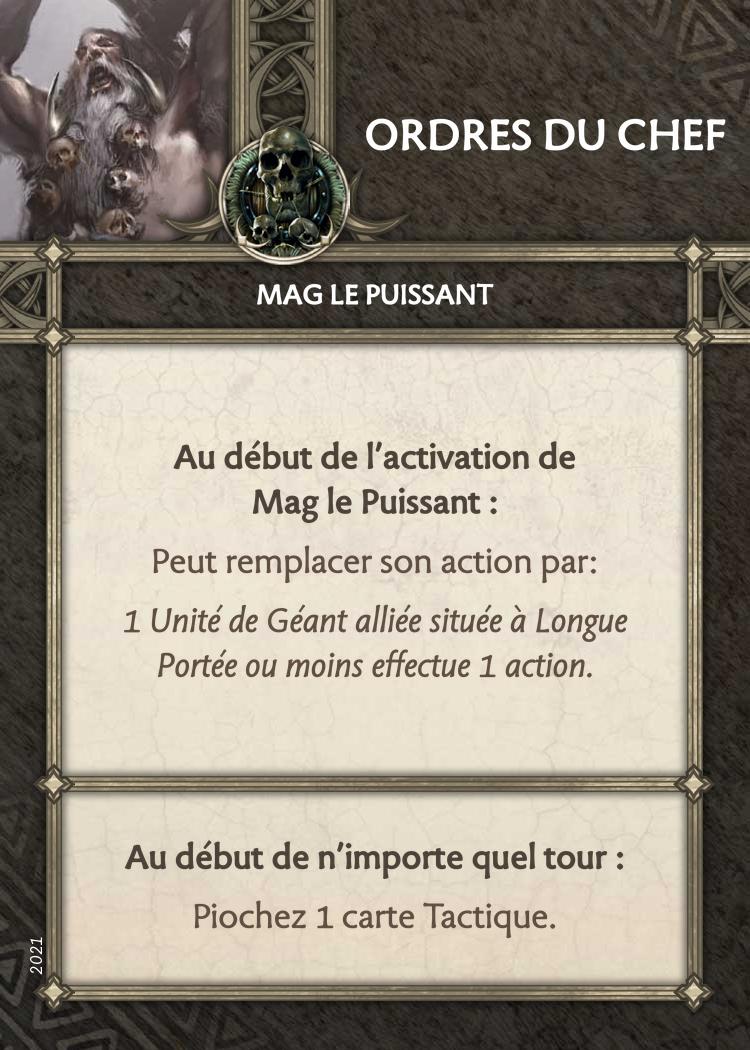 ORDRES DU CHEF
MAG LE PUISSANT
Au début de l'activation de
Mag le Puissant :
Peut remplacer son action par:
1 Unité de Géant alliée située à Longue
Portée ou moins effectue 1 action.
Au début de n'importe quel tour :
Piochez 1 carte Tactique.
2021